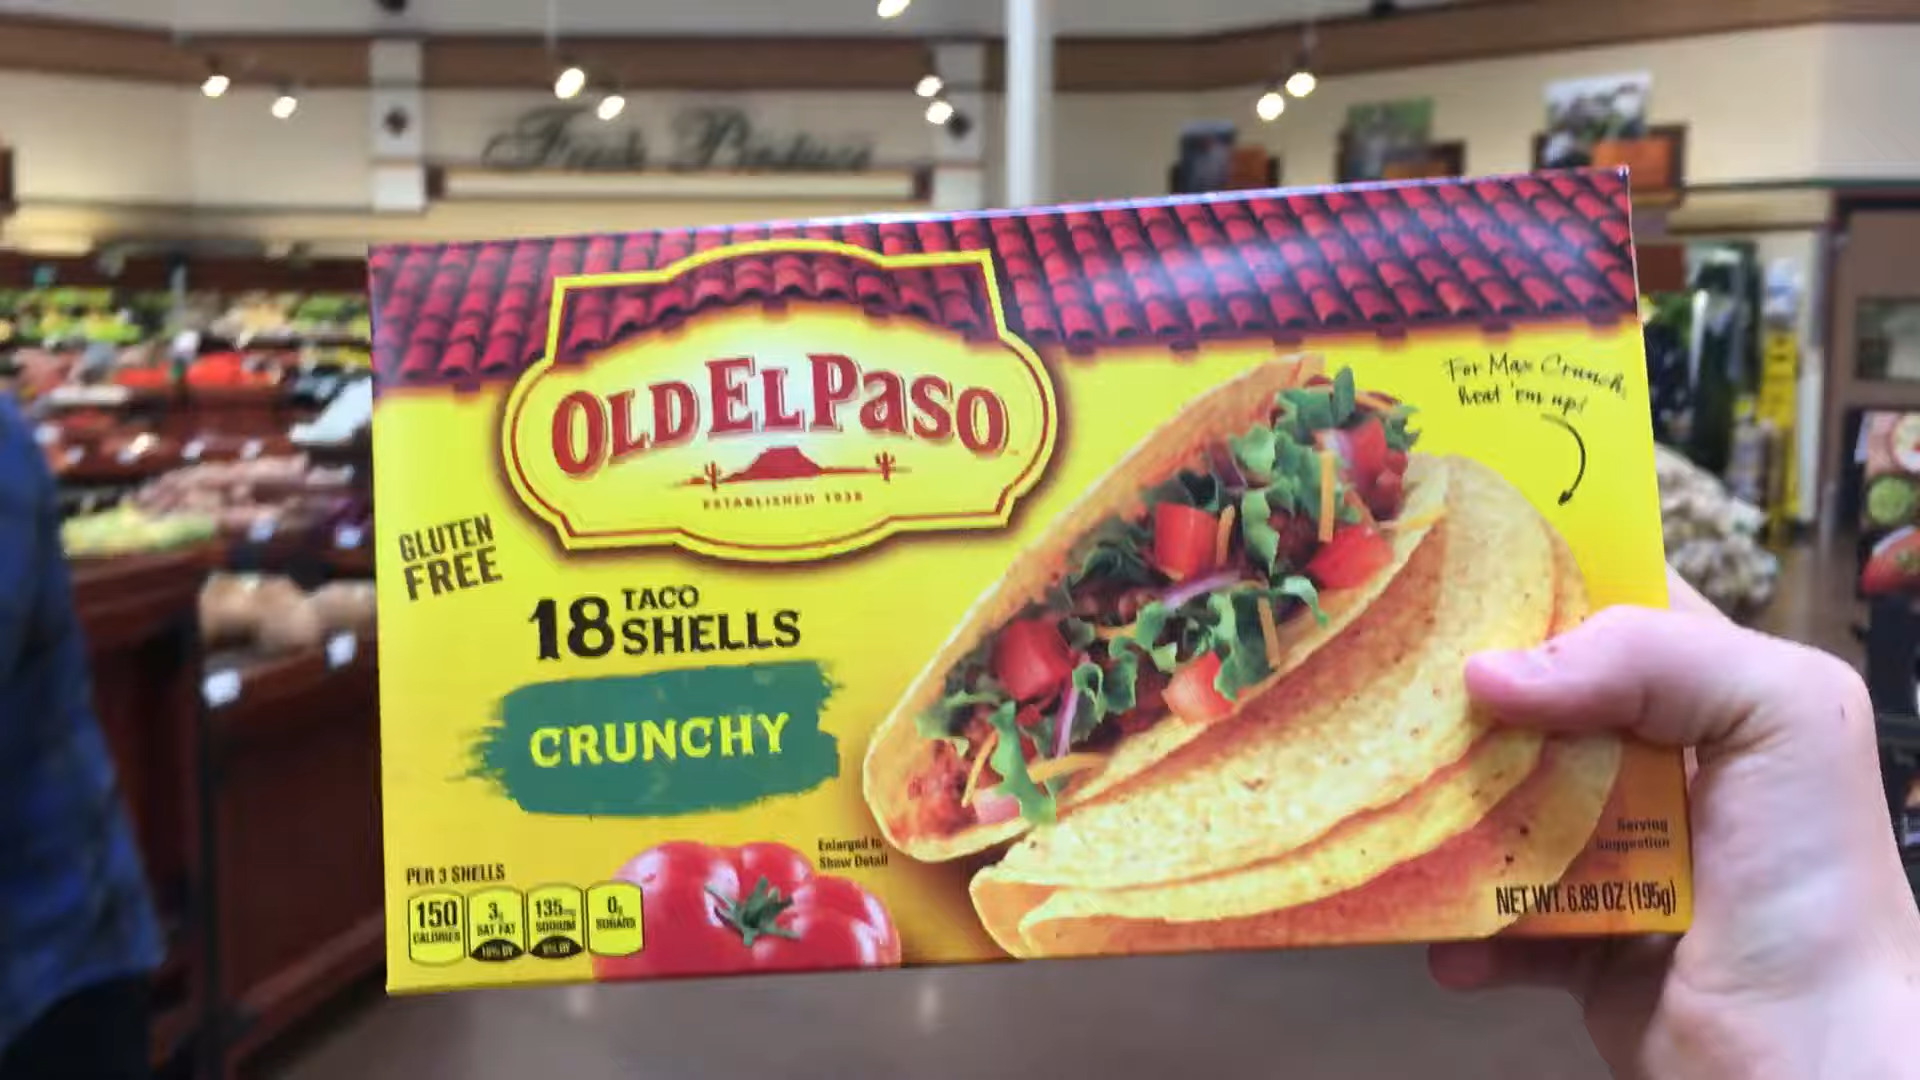 Fresh Produce
OLD EL PASO
ESTABLISHED 1938
For Max Crunch,
heat 'em up!
GLUTEN
FREE
18 TACO
SHELLS
CRUNCHY
Enlarged to
Show Detail
Serving
Suggestion
PER 3 SHELLS
150 3g 135mg 0g
CALORIES SAT FAT SODIUM SUGARS
NET WT. 6.89 OZ (195g)